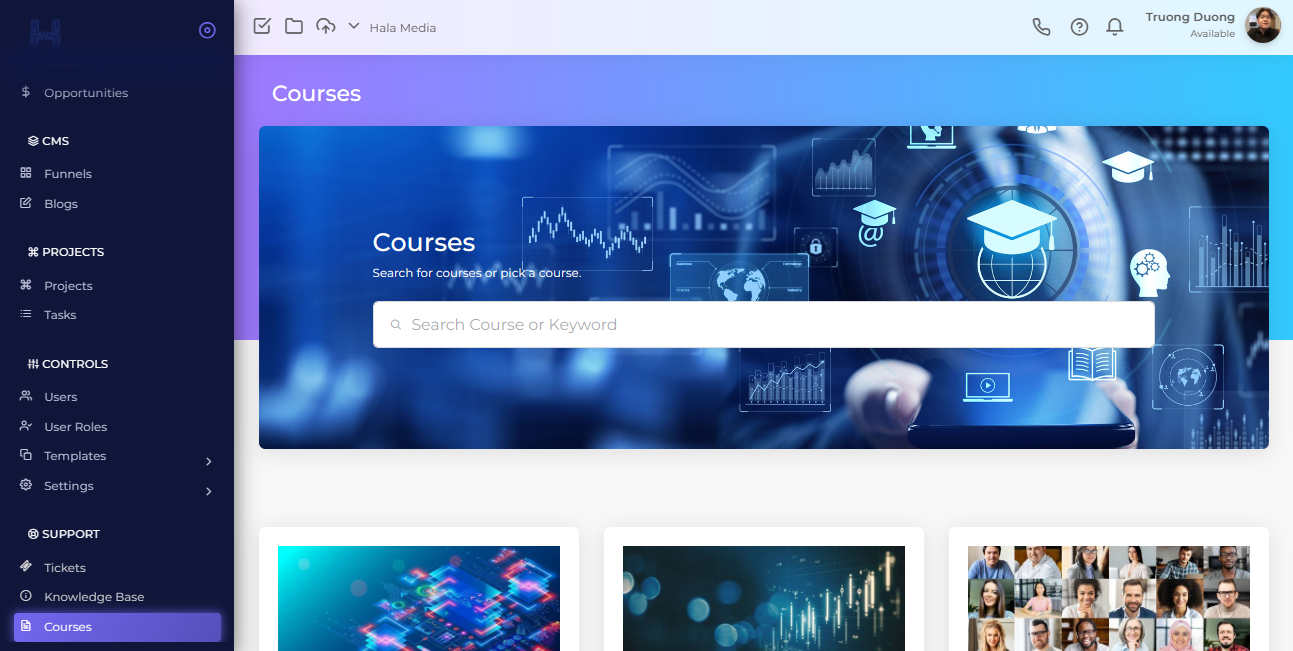 Hala Media
Truong Duong
Available
Opportunities
CMS
Funnels
Blogs
PROJECTS
Projects
Tasks
CONTROLS
Users
User Roles
Templates
Settings
SUPPORT
Tickets
Knowledge Base
Courses
Courses
Courses
Search for courses or pick a course.
Search Course or Keyword
@